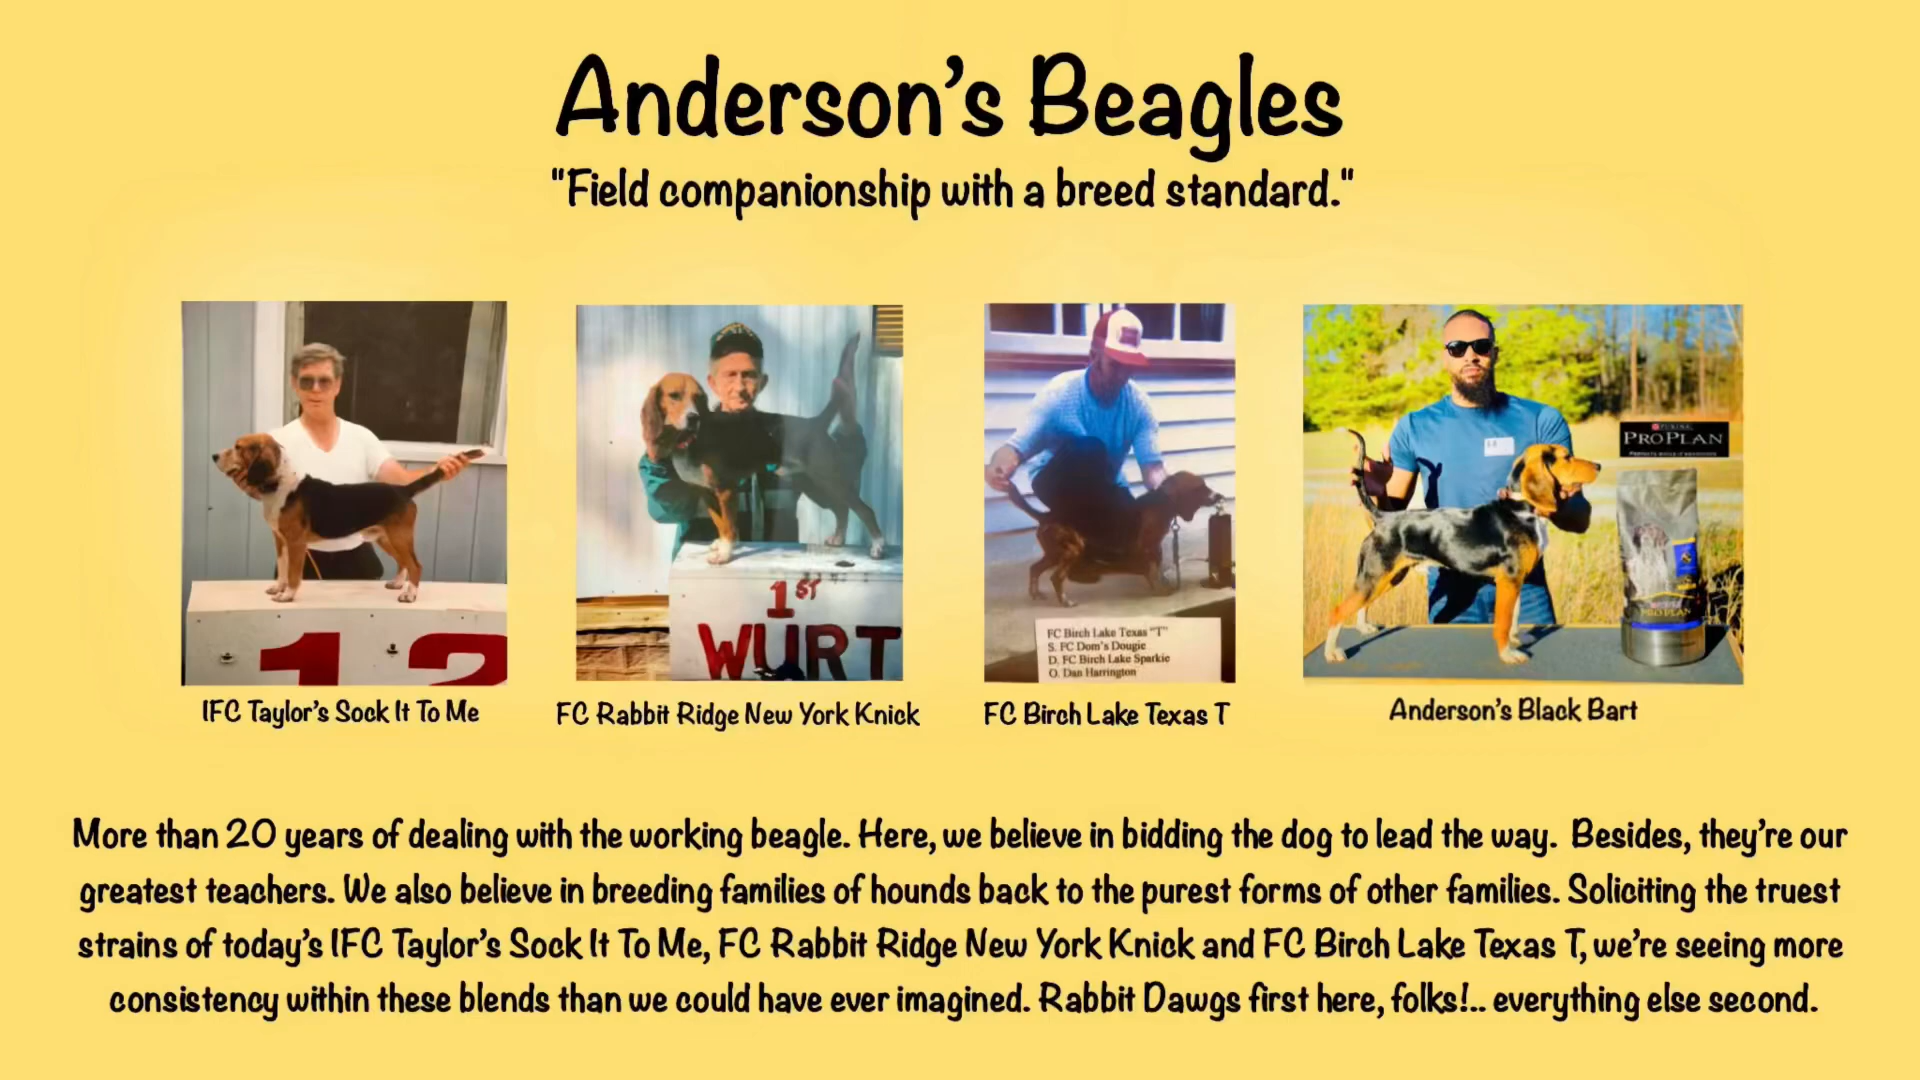 Anderson's Beagles
"Field companionship with a breed standard."
1 2
1ST
WURT
FC Birch Lake Texas "T"
S. FC Dom's Dougie
D. FC Birch Lake Sparkie
O. Dan Harrington
PURINA
PROPLAN
PRO PLAN
IFC Taylor's Sock It To Me
FC Rabbit Ridge New York Knick
FC Birch Lake Texas T
Anderson's Black Bart
More than 20 years of dealing with the working beagle. Here, we believe in bidding the dog to lead the way. Besides, they're our
greatest teachers. We also believe in breeding families of hounds back to the purest forms of other families. Soliciting the truest
strains of today's IFC Taylor's Sock It To Me, FC Rabbit Ridge New York Knick and FC Birch Lake Texas T, we're seeing more
consistency within these blends than we could have ever imagined. Rabbit Dawgs first here, folks!.. everything else second.